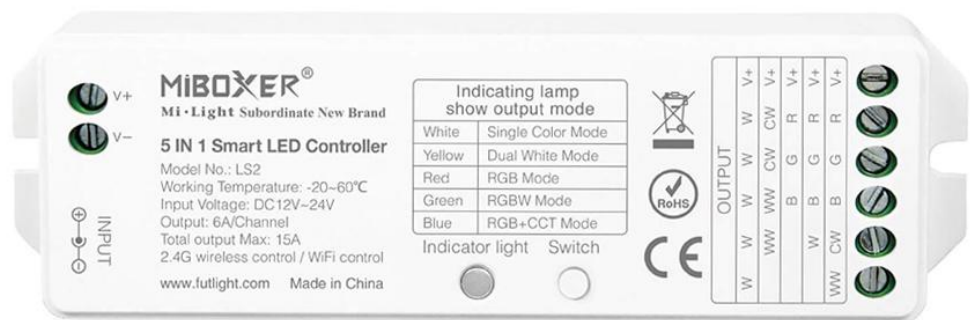 V+
V−
INPUT
MiBOXER®
Mi·Light Subordinate New Brand
5 IN 1 Smart LED Controller
Model No.: LS2
Working Temperature: -20~60℃
Input Voltage: DC12V~24V
Output: 6A/Channel
Total output Max: 15A
2.4G wireless control / WiFi control
www.futlight.com Made in China
Indicating lamp
show output mode
White Single Color Mode
Yellow Dual White Mode
Red RGB Mode
Green RGBW Mode
Blue RGB+CCT Mode
Indicator light Switch
RoHS
CE
OUTPUT
W W W W W V+
WW WW CW CW V+
B G R V+
W B G R V+
WW CW B G R V+